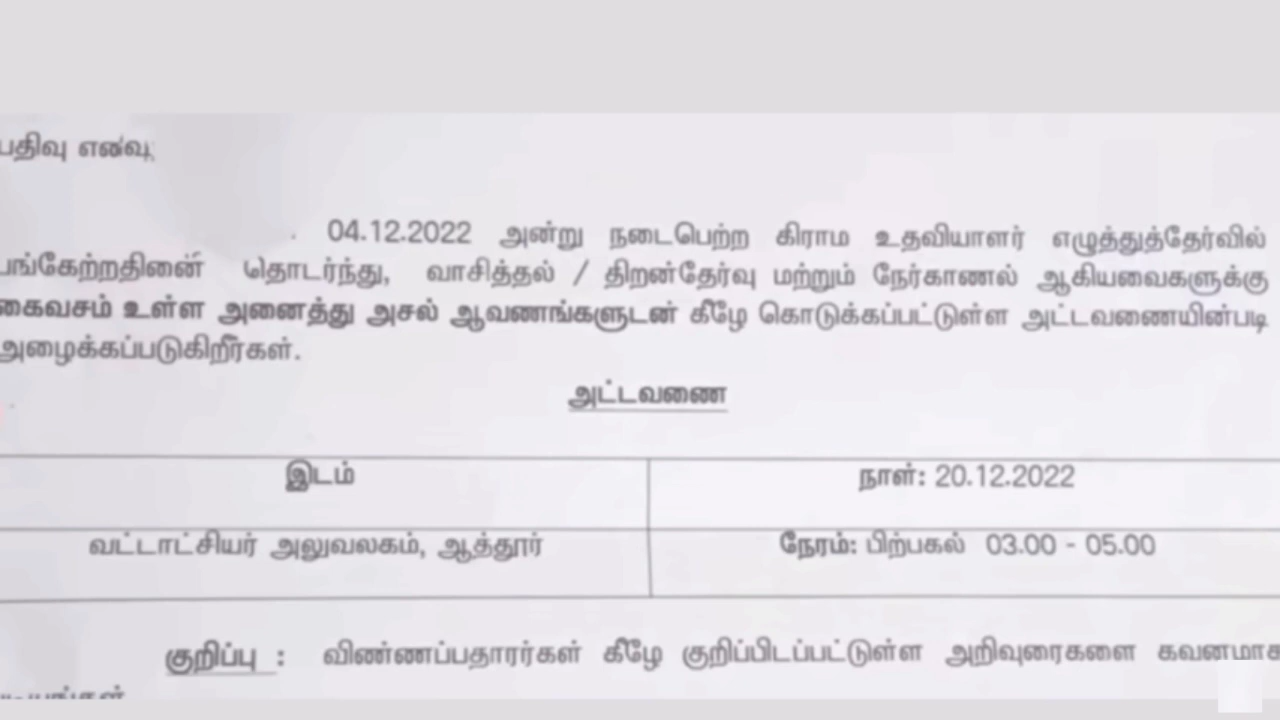 பதிவு எண்வு,
04.12.2022 அன்று நடைபெற்ற கிராம உதவியாளர் எழுத்துத்தேர்வில்
பங்கேற்றதினைத் தொடர்ந்து, வாசித்தல் / திறன்தேர்வு மற்றும் நேர்காணல் ஆகியவைகளுக்கு
கைவசம் உள்ள அனைத்து அசல் ஆவணங்களுடன் கீழே கொடுக்கப்பட்டுள்ள அட்டவணையின்படி
அழைக்கப்படுகிறீர்கள்.
அட்டவணை
இடம் நாள்: 20.12.2022
வட்டாட்சியர் அலுவலகம், ஆத்தூர் நேரம்: பிற்பகல் 03.00 - 05.00
குறிப்பு : விண்ணப்பதாரர்கள் கீழே குறிப்பிடப்பட்டுள்ள அறிவுரைகளை கவனமாக